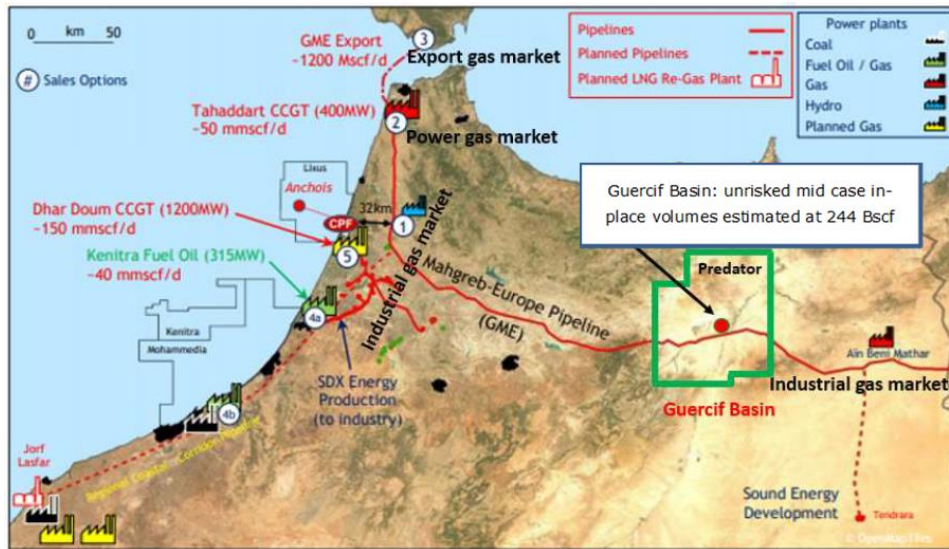 0 km 50
# Sales Options
GME Export
~1200 Mscf/d
3
Export gas market
Tahaddart CCGT (400MW)
~50 mmscf/d
2
Power gas market
Pipelines
Planned Pipelines
Planned LNG Re-Gas Plant
Power plants
Coal
Fuel Oil / Gas
Gas
Hydro
Planned Gas
Lixus
Anchois
32km
CPF
1
Dhar Doum CCGT (1200MW)
~150 mmscf/d
5
Kenitra Fuel Oil (315MW)
~40 mmscf/d
4a
Industrial gas market
Mahgreb-Europe Pipeline
(GME)
Guercif Basin: unrisked mid case in-
place volumes estimated at 244 Bscf
Predator
Guercif Basin
Ain Beni Mathar
Industrial gas market
Kenitra
Mohammedia
SDX Energy
Production
(to industry)
4b
Regional Coastal - Corridor
Jorf
Lasfar
Sound Energy
Development
Tendrara
© OpenMapTiles